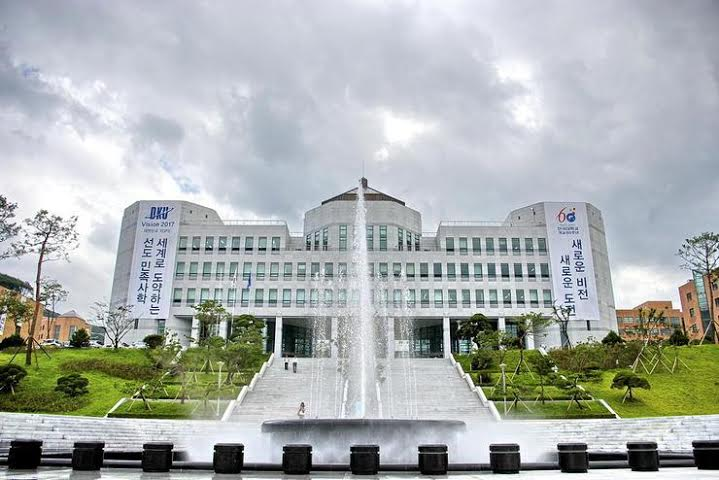 DKU
Vision 2017
세계로 도약하는
선도 민족사학
60
새로운 비전
새로운 도전